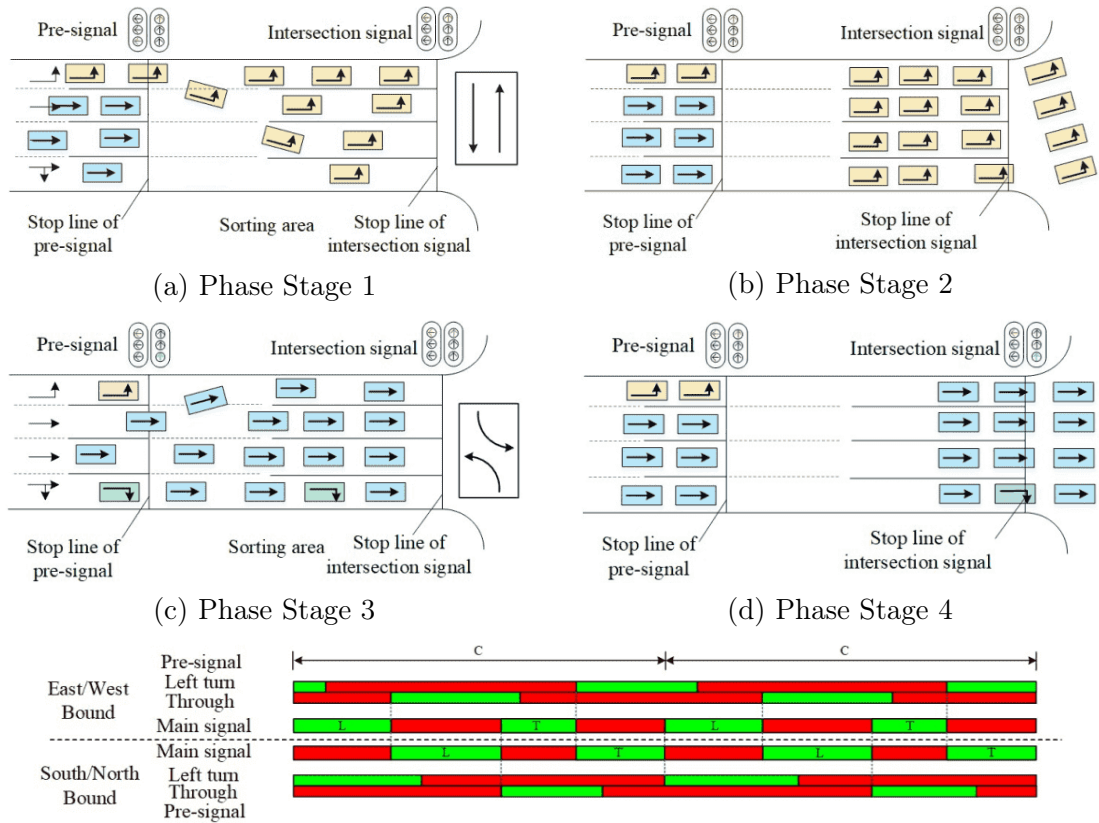 Pre-signal
Intersection signal
Stop line of
pre-signal
Sorting area
Stop line of
intersection signal
(a) Phase Stage 1
Pre-signal
Intersection signal
Stop line of
pre-signal
Stop line of
intersection signal
(b) Phase Stage 2
Pre-signal
Intersection signal
Stop line of
pre-signal
Sorting area
Stop line of
intersection signal
(c) Phase Stage 3
Pre-signal
Intersection signal
Stop line of
pre-signal
Stop line of
intersection signal
(d) Phase Stage 4
C C
Pre-signal
East/West
Bound
Left turn
Through
Main signal L T L T
Main signal L T L T
South/North
Bound
Left turn
Through
Pre-signal